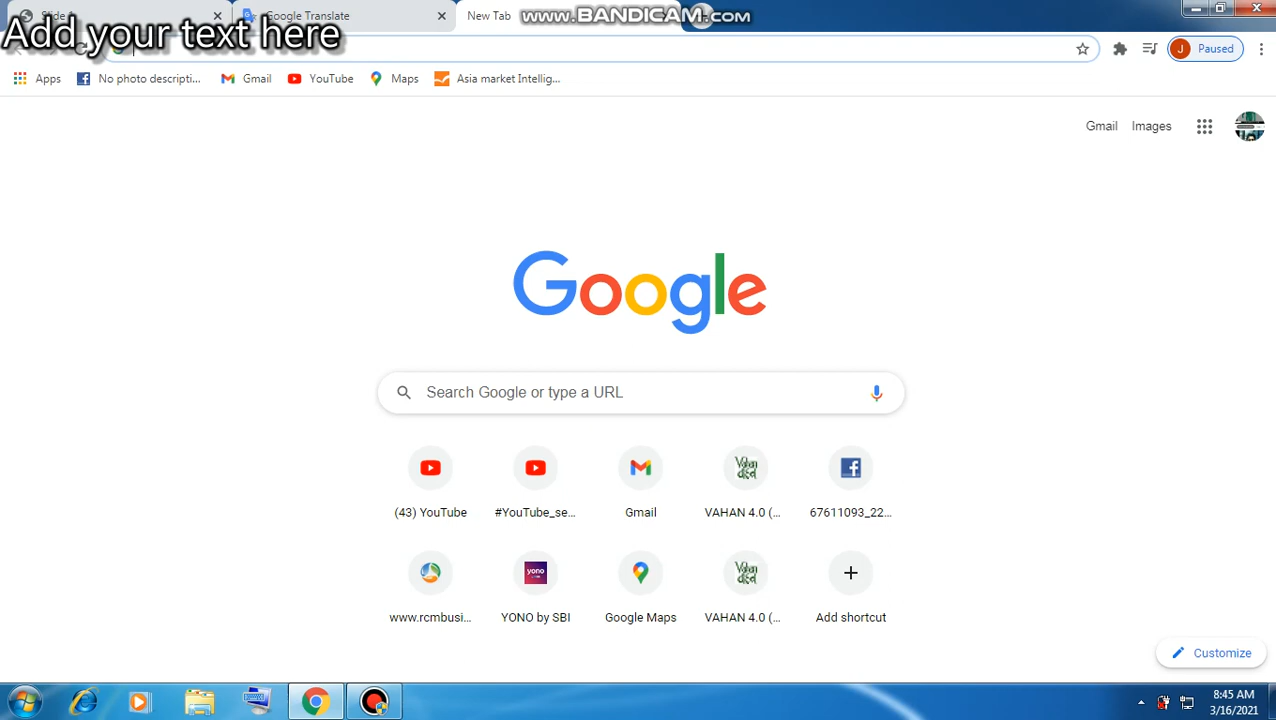 Google Translate
New Tab
WWW.BANDICAM.COM
Add your text here
J Paused
Apps
No photo descripti...
Gmail
YouTube
Maps
Asia market Intellig...
Gmail
Images
Google
Search Google or type a URL
(43) YouTube
#YouTube_se...
Gmail
VAHAN 4.0 (...
67611093_22...
www.rcmbusi...
YONO by SBI
Google Maps
VAHAN 4.0 (...
Add shortcut
Customize
8:45 AM
3/16/2021